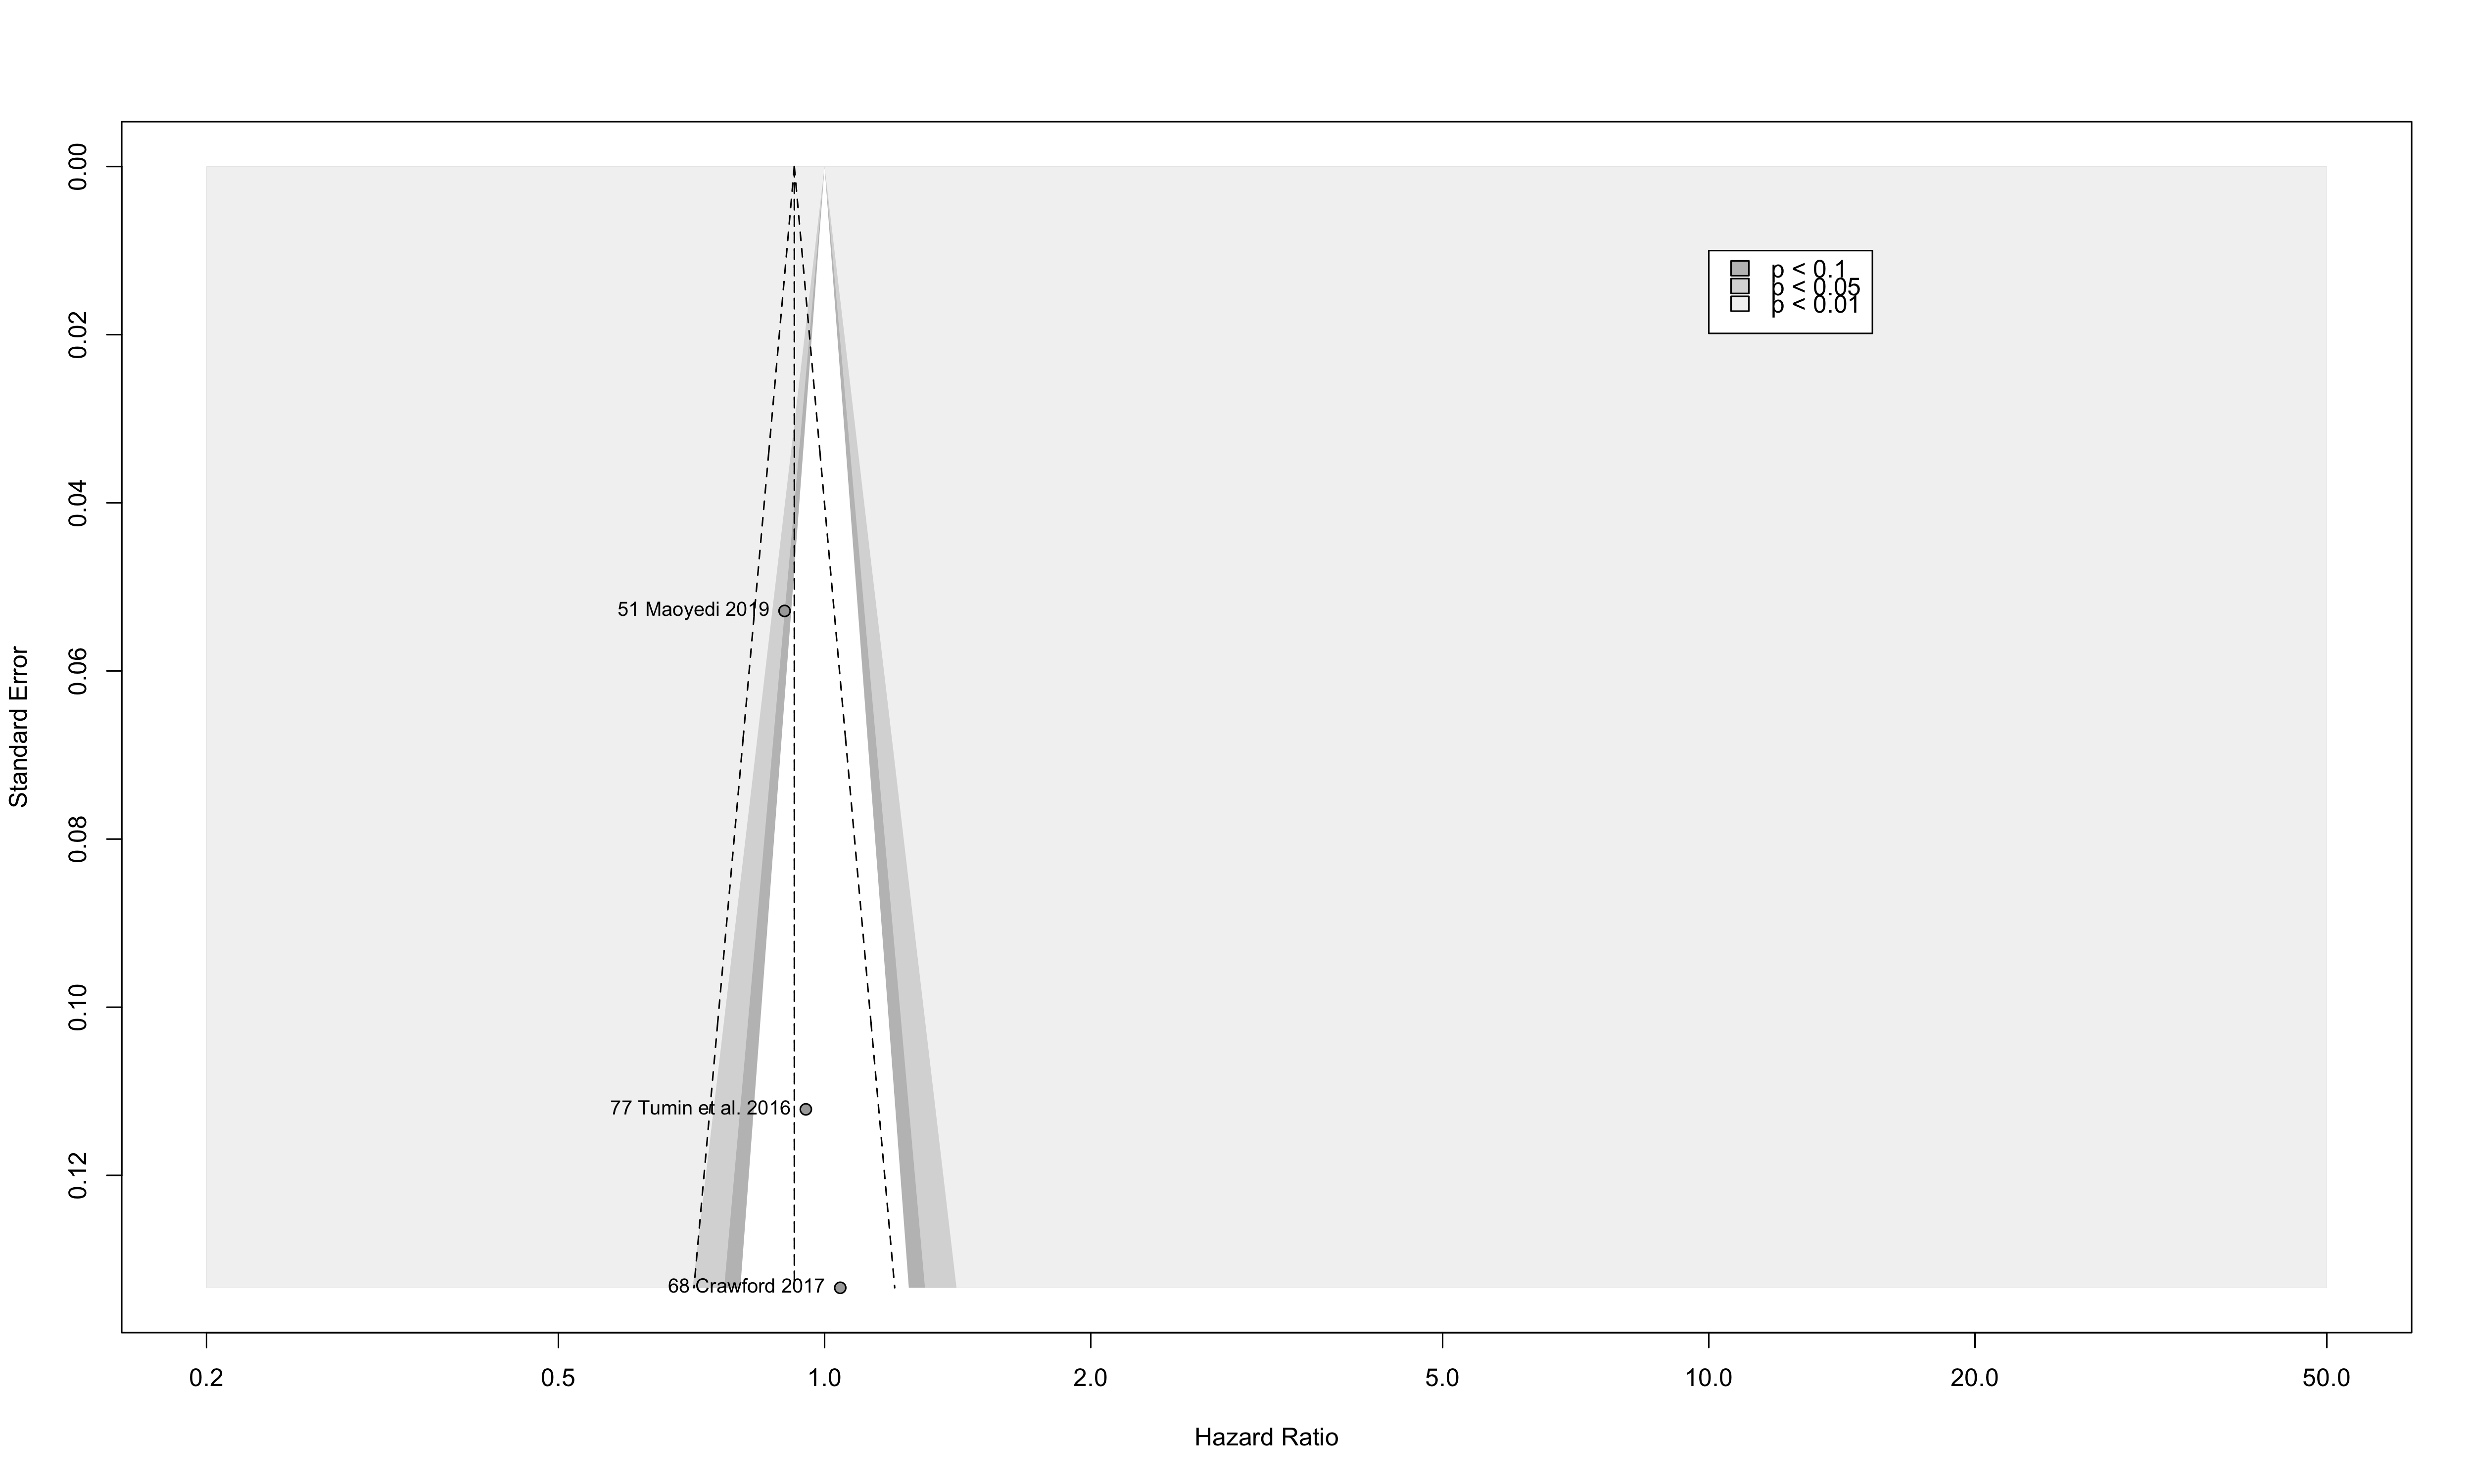 0.00
0.02
0.04
0.06
0.08
0.10
0.12
Standard Error
p < 0.1
p < 0.05
p < 0.01
51 Maoyedi 2019
77 Tumin et al. 2016
68 Crawford 2017
0.2 0.5 1.0 2.0 5.0 10.0 20.0 50.0
Hazard Ratio